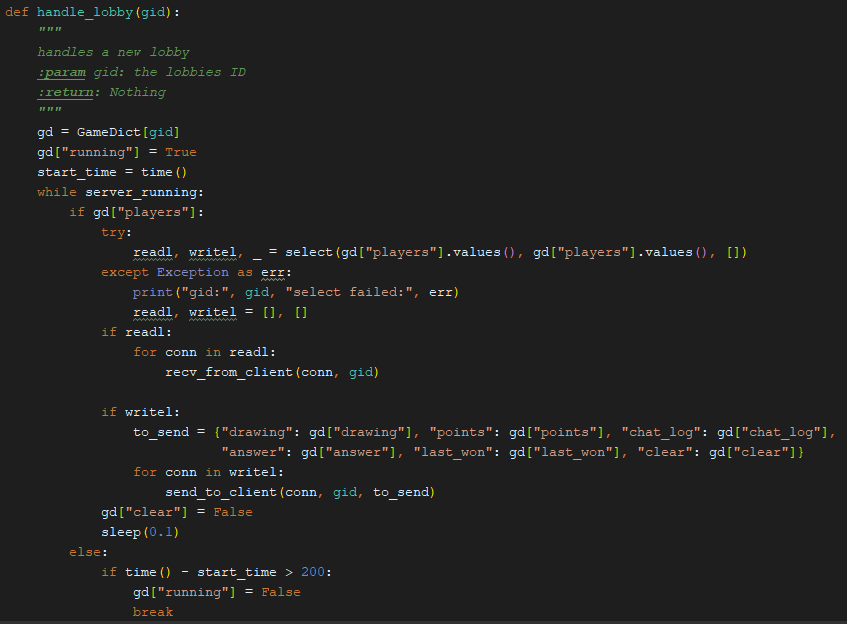 def handle_lobby(gid):
    """
    handles a new lobby
    :param gid: the lobbies ID
    :return: Nothing
    """
    gd = GameDict[gid]
    gd["running"] = True
    start_time = time()
    while server_running:
        if gd["players"]:
            try:
                readl, writel, _ = select(gd["players"].values(), gd["players"].values(), [])
            except Exception as err:
                print("gid:", gid, "select failed:", err)
                readl, writel = [], []
            if readl:
                for conn in readl:
                    recv_from_client(conn, gid)

            if writel:
                to_send = {"drawing": gd["drawing"], "points": gd["points"], "chat_log": gd["chat_log"],
                           "answer": gd["answer"], "last_won": gd["last_won"], "clear": gd["clear"]}
                for conn in writel:
                    send_to_client(conn, gid, to_send)
            gd["clear"] = False
            sleep(0.1)
        else:
            if time() - start_time > 200:
                gd["running"] = False
                break